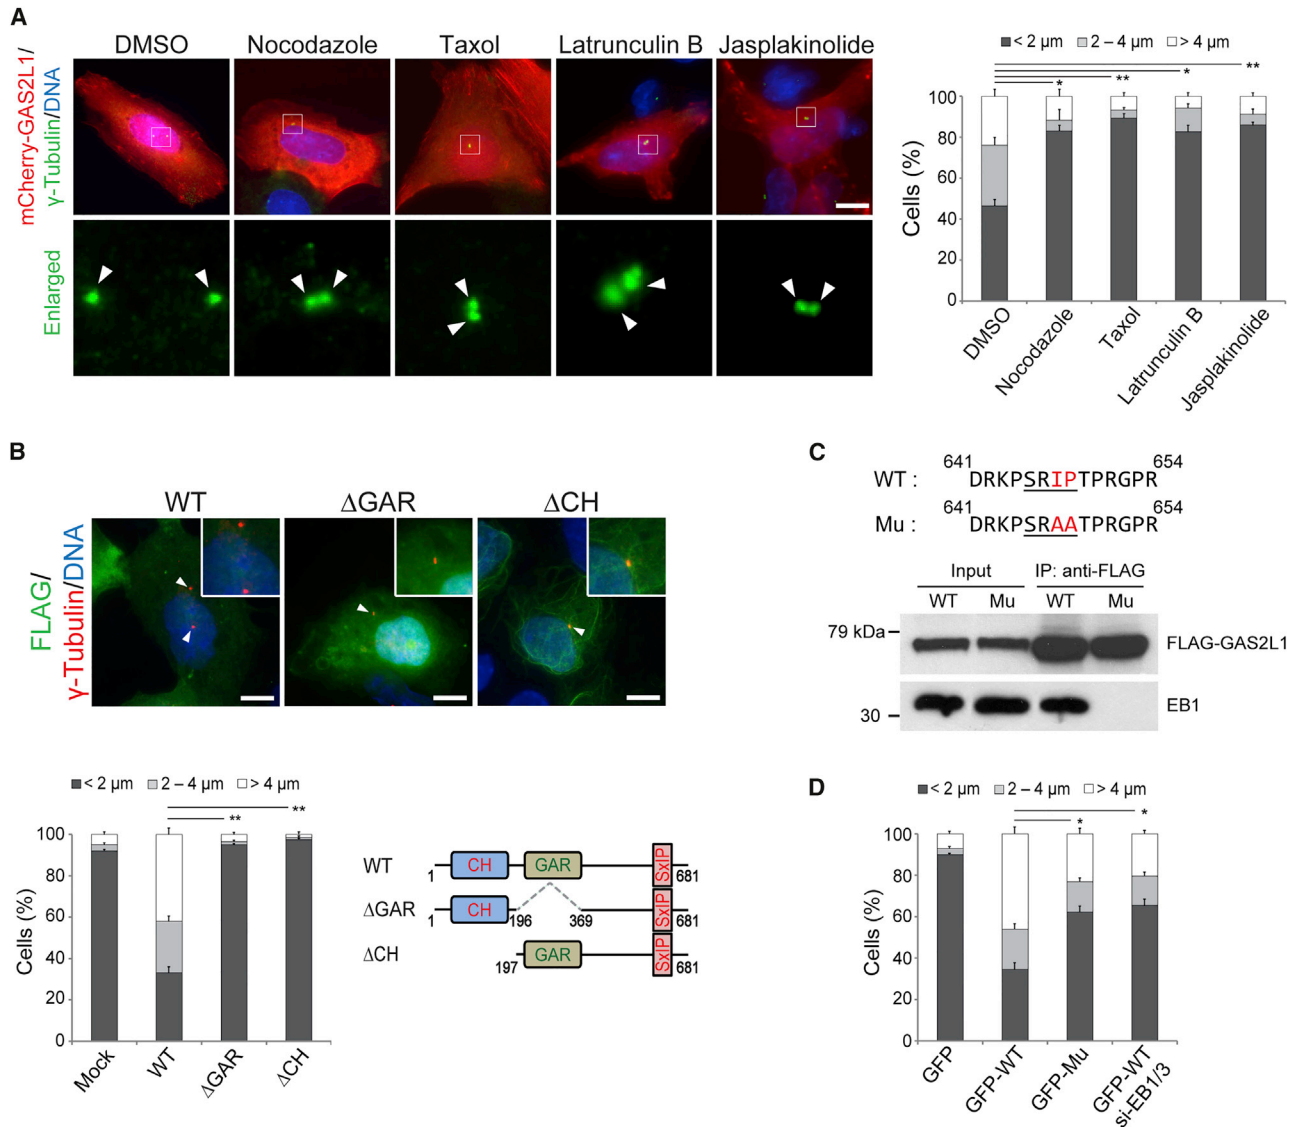 A
DMSO
Nocodazole
Taxol
Latrunculin B
Jasplakinolide
mCherry-GAS2L1/
γ-Tubulin/DNA
Enlarged
< 2 µm
2 – 4 µm
> 4 µm
*
**
*
**
Cells (%)
100
80
60
40
20
0
DMSO
Nocodazole
Taxol
Latrunculin B
Jasplakinolide
B
WT
ΔGAR
ΔCH
FLAG/
γ-Tubulin/DNA
< 2 µm
2 – 4 µm
> 4 µm
**
**
Cells (%)
100
80
60
40
20
0
Mock
WT
ΔGAR
ΔCH
WT
1
CH
GAR
SxIP
681
ΔGAR
1
CH
196
369
SxIP
681
ΔCH
197
GAR
SxIP
681
C
WT :
641
DRKPSRIPTPRGPR
654
Mu :
641
DRKPSRAATPRGPR
654
Input
IP: anti-FLAG
WT
Mu
WT
Mu
79 kDa
FLAG-GAS2L1
30
EB1
D
< 2 µm
2 – 4 µm
> 4 µm
*
*
Cells (%)
100
80
60
40
20
0
GFP
GFP-WT
GFP-Mu
GFP-WT
si-EB1/3